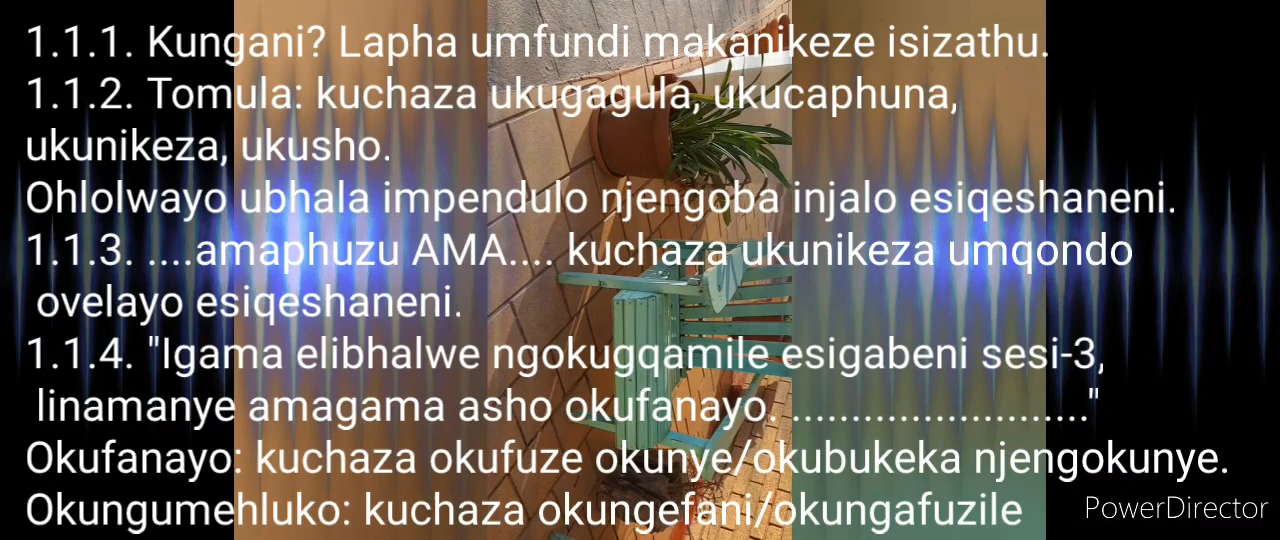 1.1.1. Kungani? Lapha umfundi makanikeze isizathu.
1.1.2. Tomula: kuchaza ukugagula, ukucaphuna,
ukunikeza, ukusho.
Ohlolwayo ubhala impendulo njengoba injalo esiqeshaneni.
1.1.3. ....amaphuzu AMA.... kuchaza ukunikeza umqondo
ovelayo esiqeshaneni.
1.1.4. "Igama elibhalwe ngokugqamile esigabeni sesi-3,
linamanye amagama asho okufanayo. .........................."
Okufanayo: kuchaza okufuze okunye/okubukeka njengokunye.
Okungumehluko: kuchaza okungefani/okungafuzile
PowerDirector